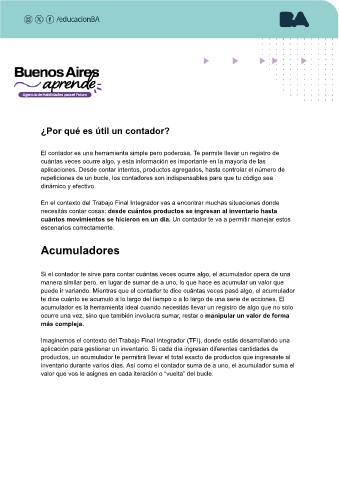 /educacionBA
BA
Buenos Aires
aprende
Agencia de Habilidades para el Futuro
¿Por qué es útil un contador?
El contador es una herramienta simple pero poderosa. Te permite llevar un registro de
cuántas veces ocurre algo, y esta información es importante en la mayoría de las
aplicaciones. Desde contar intentos, productos agregados, hasta controlar el número de
repeticiones de un bucle, los contadores son indispensables para que tu código sea
dinámico y efectivo.
En el contexto del Trabajo Final Integrador vas a encontrar muchas situaciones donde
necesitás contar cosas: desde cuántos productos se ingresan al inventario hasta
cuántos movimientos se hicieron en un día. Un contador te va a permitir manejar estos
escenarios correctamente.
Acumuladores
Si el contador te sirve para contar cuántas veces ocurre algo, el acumulador opera de una
manera similar pero, en lugar de sumar de a uno, lo que hace es acumular un valor que
puede ir variando. Mientras que el contador te dice cuántas veces pasó algo, el acumulador
te dice cuánto se acumuló a lo largo del tiempo o a lo largo de una serie de acciones. El
acumulador es la herramienta ideal cuando necesitás llevar un registro de algo que no solo
ocurre una vez, sino que también involucra sumar, restar o manipular un valor de forma
más compleja.
Imaginemos el contexto del Trabajo Final Integrador (TFI), donde estás desarrollando una
aplicación para gestionar un inventario. Si cada día ingresan diferentes cantidades de
productos, un acumulador te permitirá llevar el total exacto de productos que ingresaste al
inventario durante varios días. Así como el contador suma de a uno, el acumulador suma el
valor que vos le asignes en cada iteración o “vuelta” del bucle.